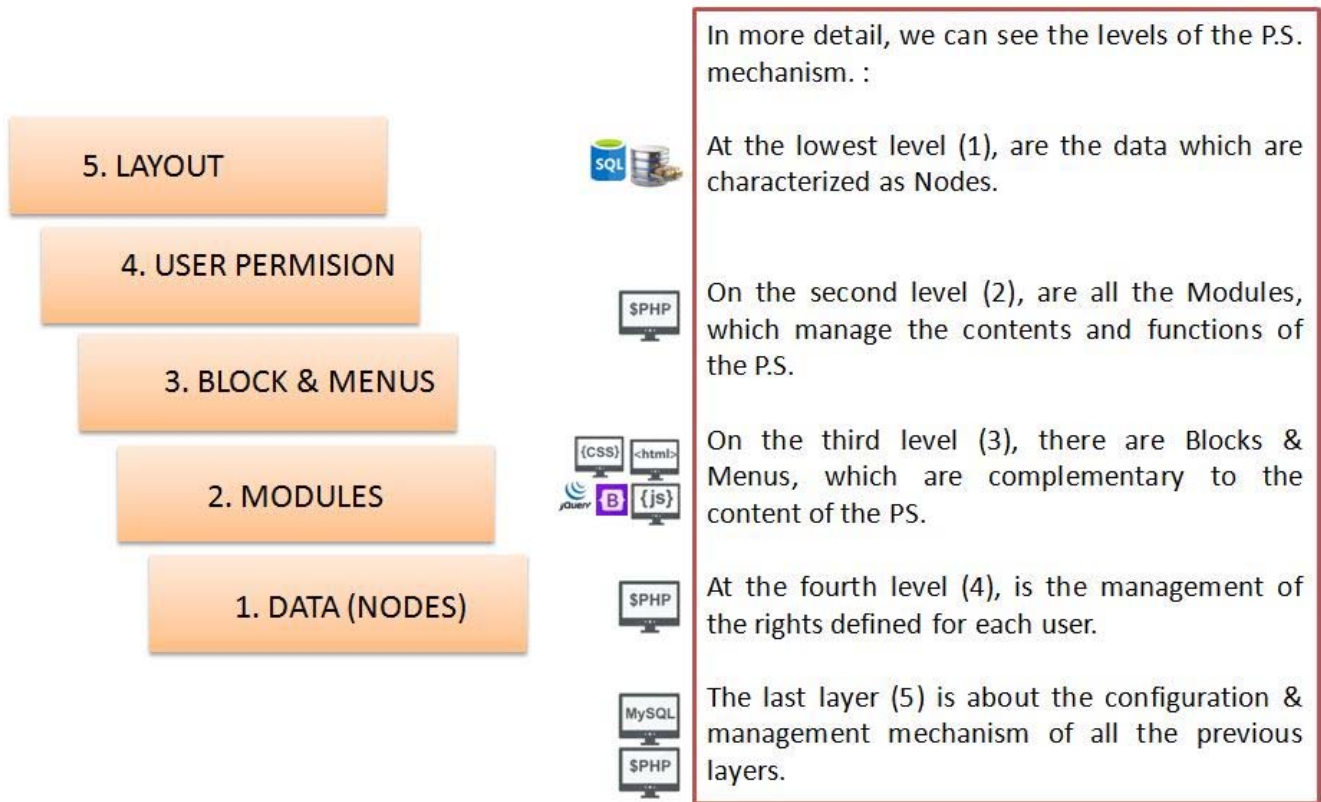 5. LAYOUT
4. USER PERMISION
3. BLOCK & MENUS
2. MODULES
1. DATA (NODES)
SQL
$PHP
{CSS} <html>
jQuery B {js}
$PHP
MySQL
$PHP
In more detail, we can see the levels of the P.S.
mechanism. :
At the lowest level (1), are the data which are
characterized as Nodes.
On the second level (2), are all the Modules,
which manage the contents and functions of
the P.S.
On the third level (3), there are Blocks &
Menus, which are complementary to the
content of the PS.
At the fourth level (4), is the management of
the rights defined for each user.
The last layer (5) is about the configuration &
management mechanism of all the previous
layers.